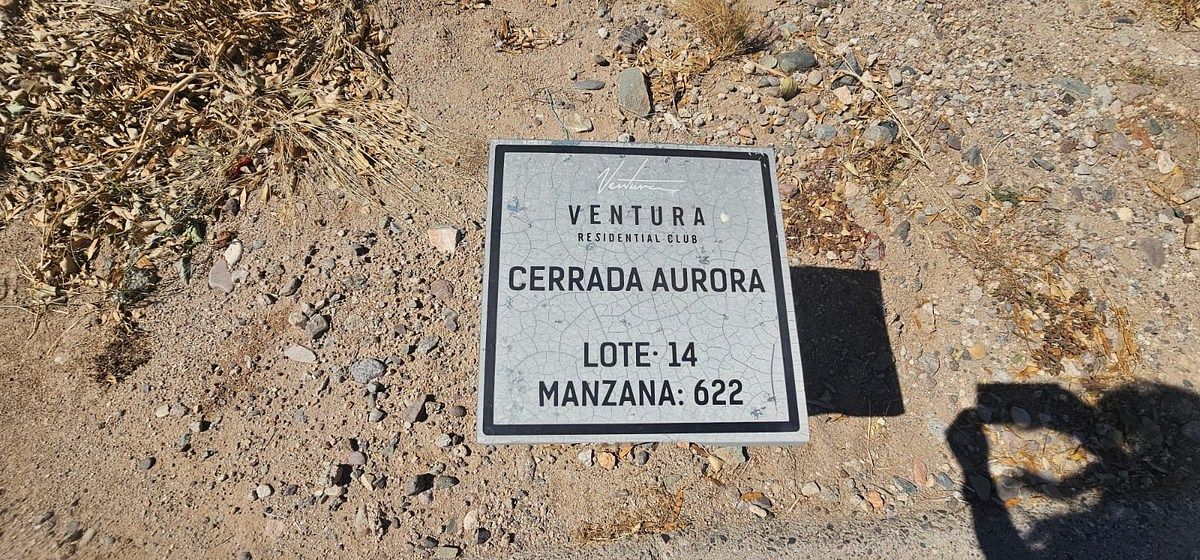 Ventura
VENTURA
RESIDENTIAL CLUB
CERRADA AURORA
LOTE: 14
MANZANA: 622